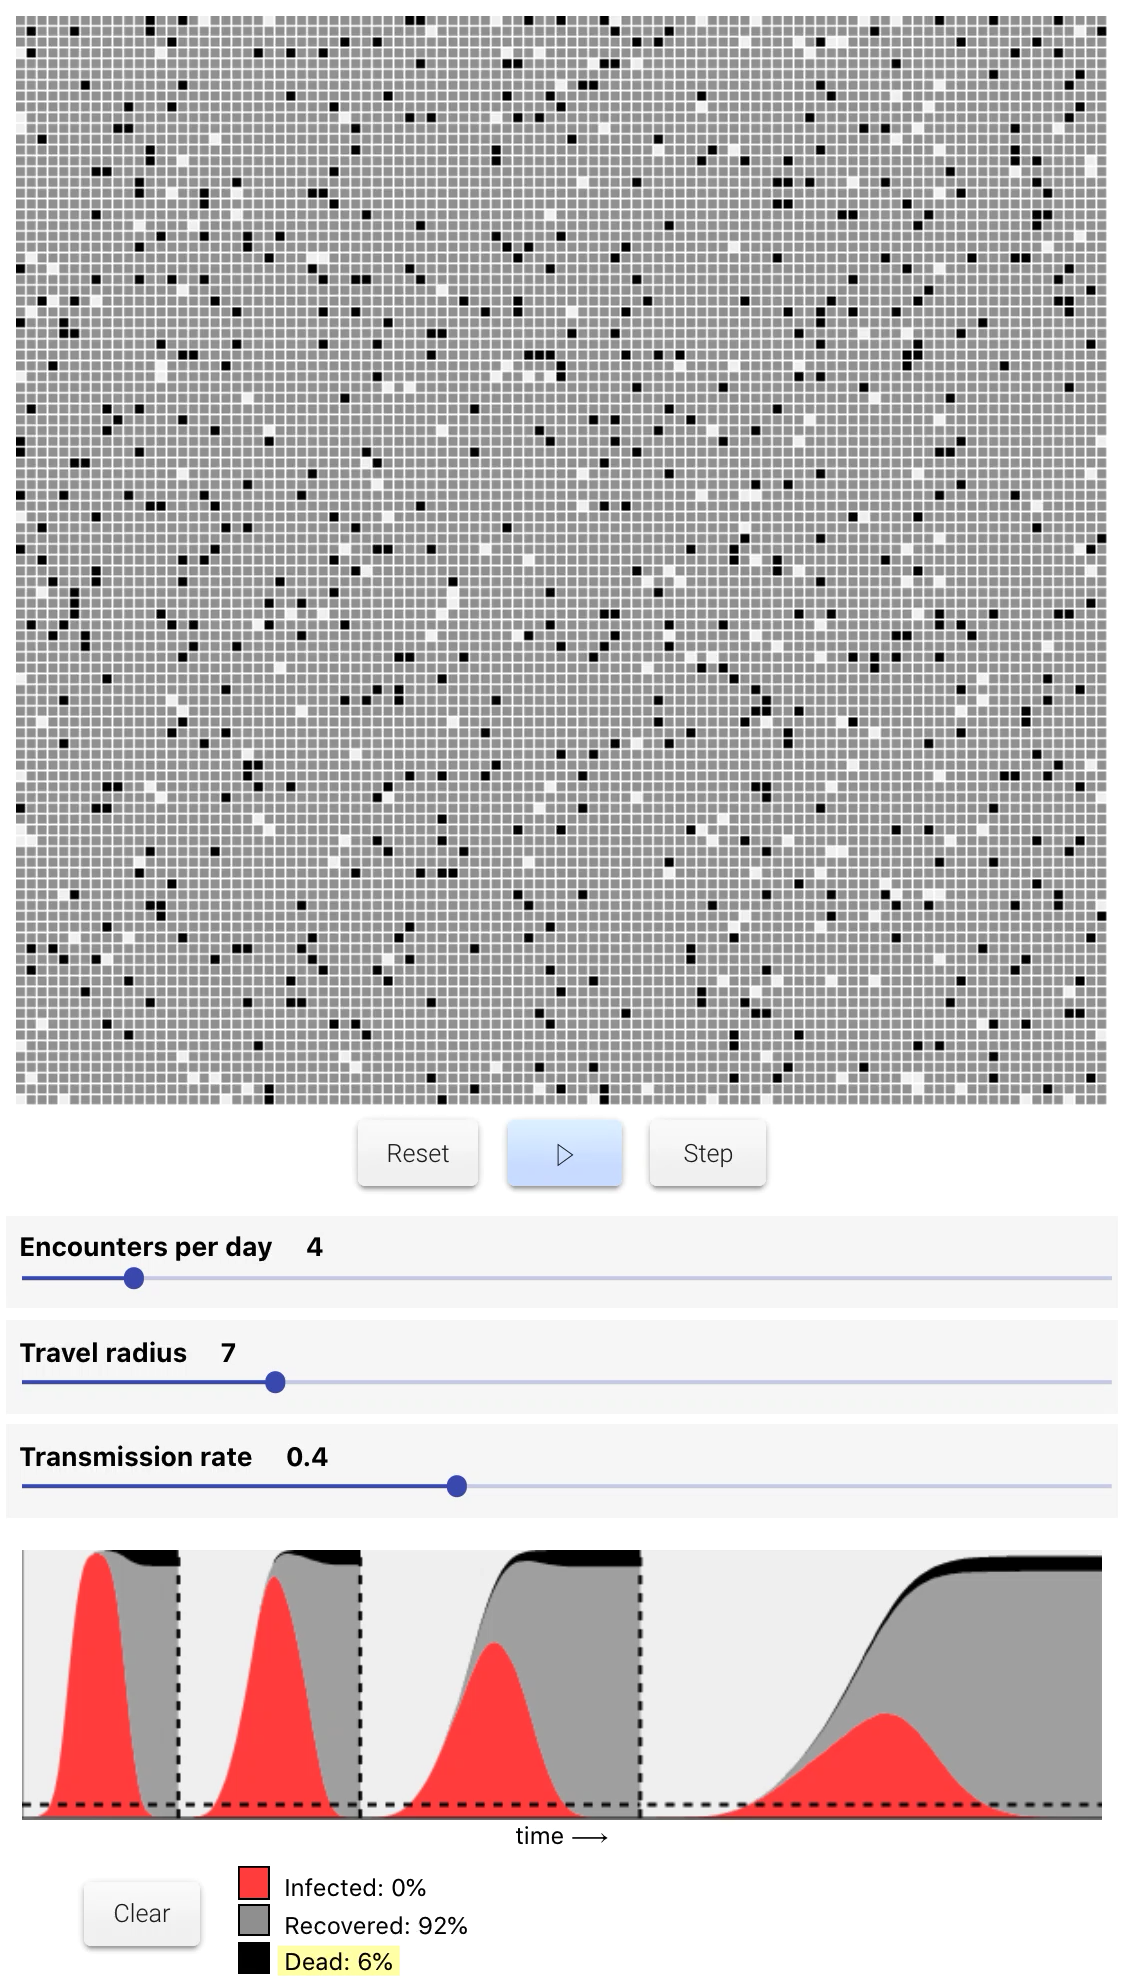 Reset
Step
Encounters per day 4
Travel radius 7
Transmission rate 0.4
time ⟶
Clear
Infected: 0%
Recovered: 92%
Dead: 6%